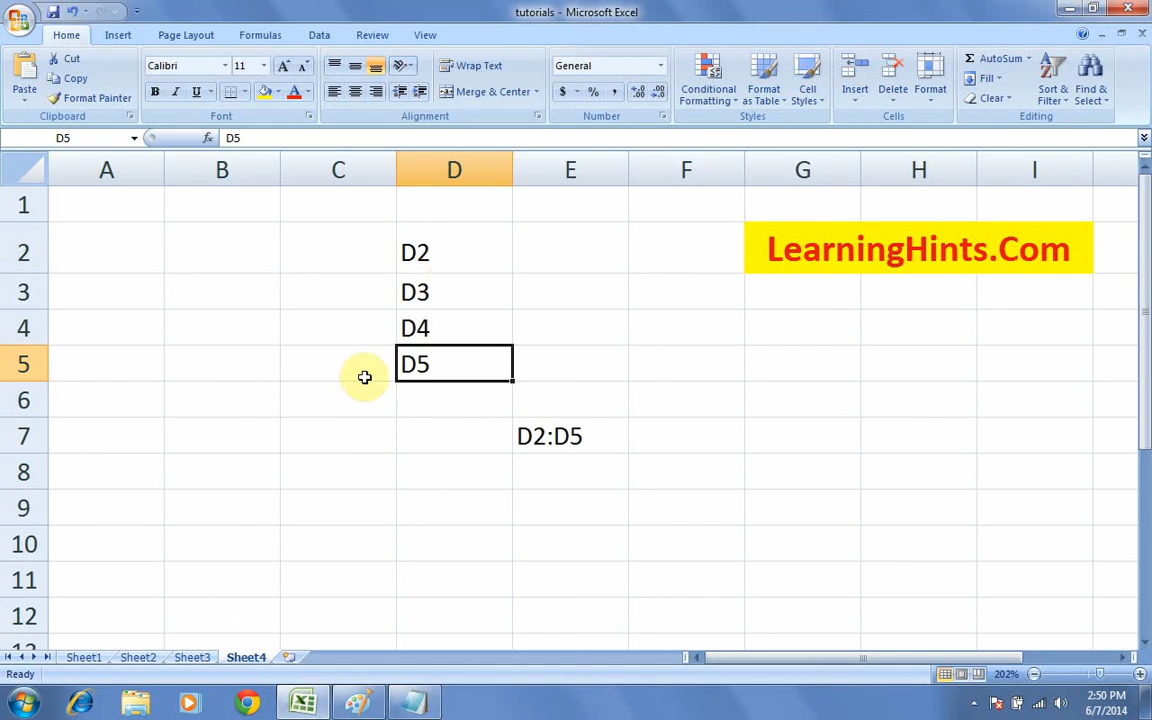 tutorials - Microsoft Excel
Home Insert Page Layout Formulas Data Review View
Paste
Cut
Copy
Format Painter
Clipboard
Calibri 11
B I U
Font
Wrap Text
Merge & Center
Alignment
General
$ % ,
Number
Conditional Formatting
Format as Table
Cell Styles
Styles
Insert
Delete
Format
Cells
Σ AutoSum
Fill
Clear
Sort & Filter
Find & Select
Editing
D5 fx D5
A B C D E F G H I
1
2 D2 LearningHints.Com
3 D3
4 D4
5 D5
6
7 D2:D5
8
9
10
11
12
Sheet1 Sheet2 Sheet3 Sheet4
Ready 202%
2:50 PM
6/7/2014